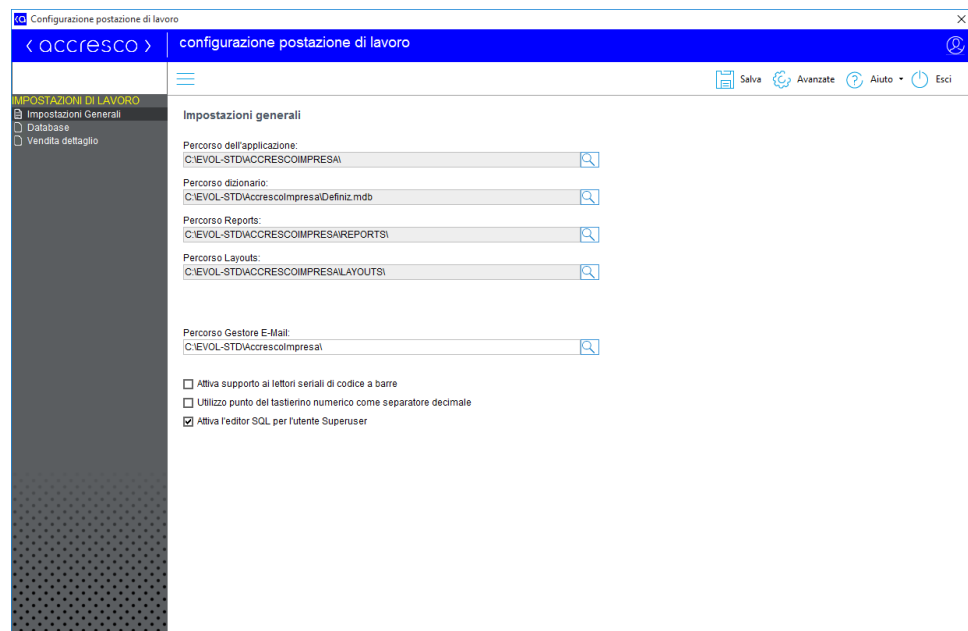 Configurazione postazione di lavoro
‹ accresco › configurazione postazione di lavoro
Salva Avanzate Aiuto Esci
IMPOSTAZIONI DI LAVORO
Impostazioni Generali
Database
Vendita dettaglio
Impostazioni generali
Percorso dell'applicazione:
C:\EVOL-STD\ACCRESCOIMPRESA\
Percorso dizionario:
C:\EVOL-STD\AccrescoImpresa\Definiz.mdb
Percorso Reports:
C:\EVOL-STD\ACCRESCOIMPRESA\REPORTS\
Percorso Layouts:
C:\EVOL-STD\ACCRESCOIMPRESA\LAYOUTS\
Percorso Gestore E-Mail:
C:\EVOL-STD\AccrescoImpresa\
Attiva supporto ai lettori seriali di codice a barre
Utilizzo punto del tastierino numerico come separatore decimale
Attiva l'editor SQL per l'utente Superuser